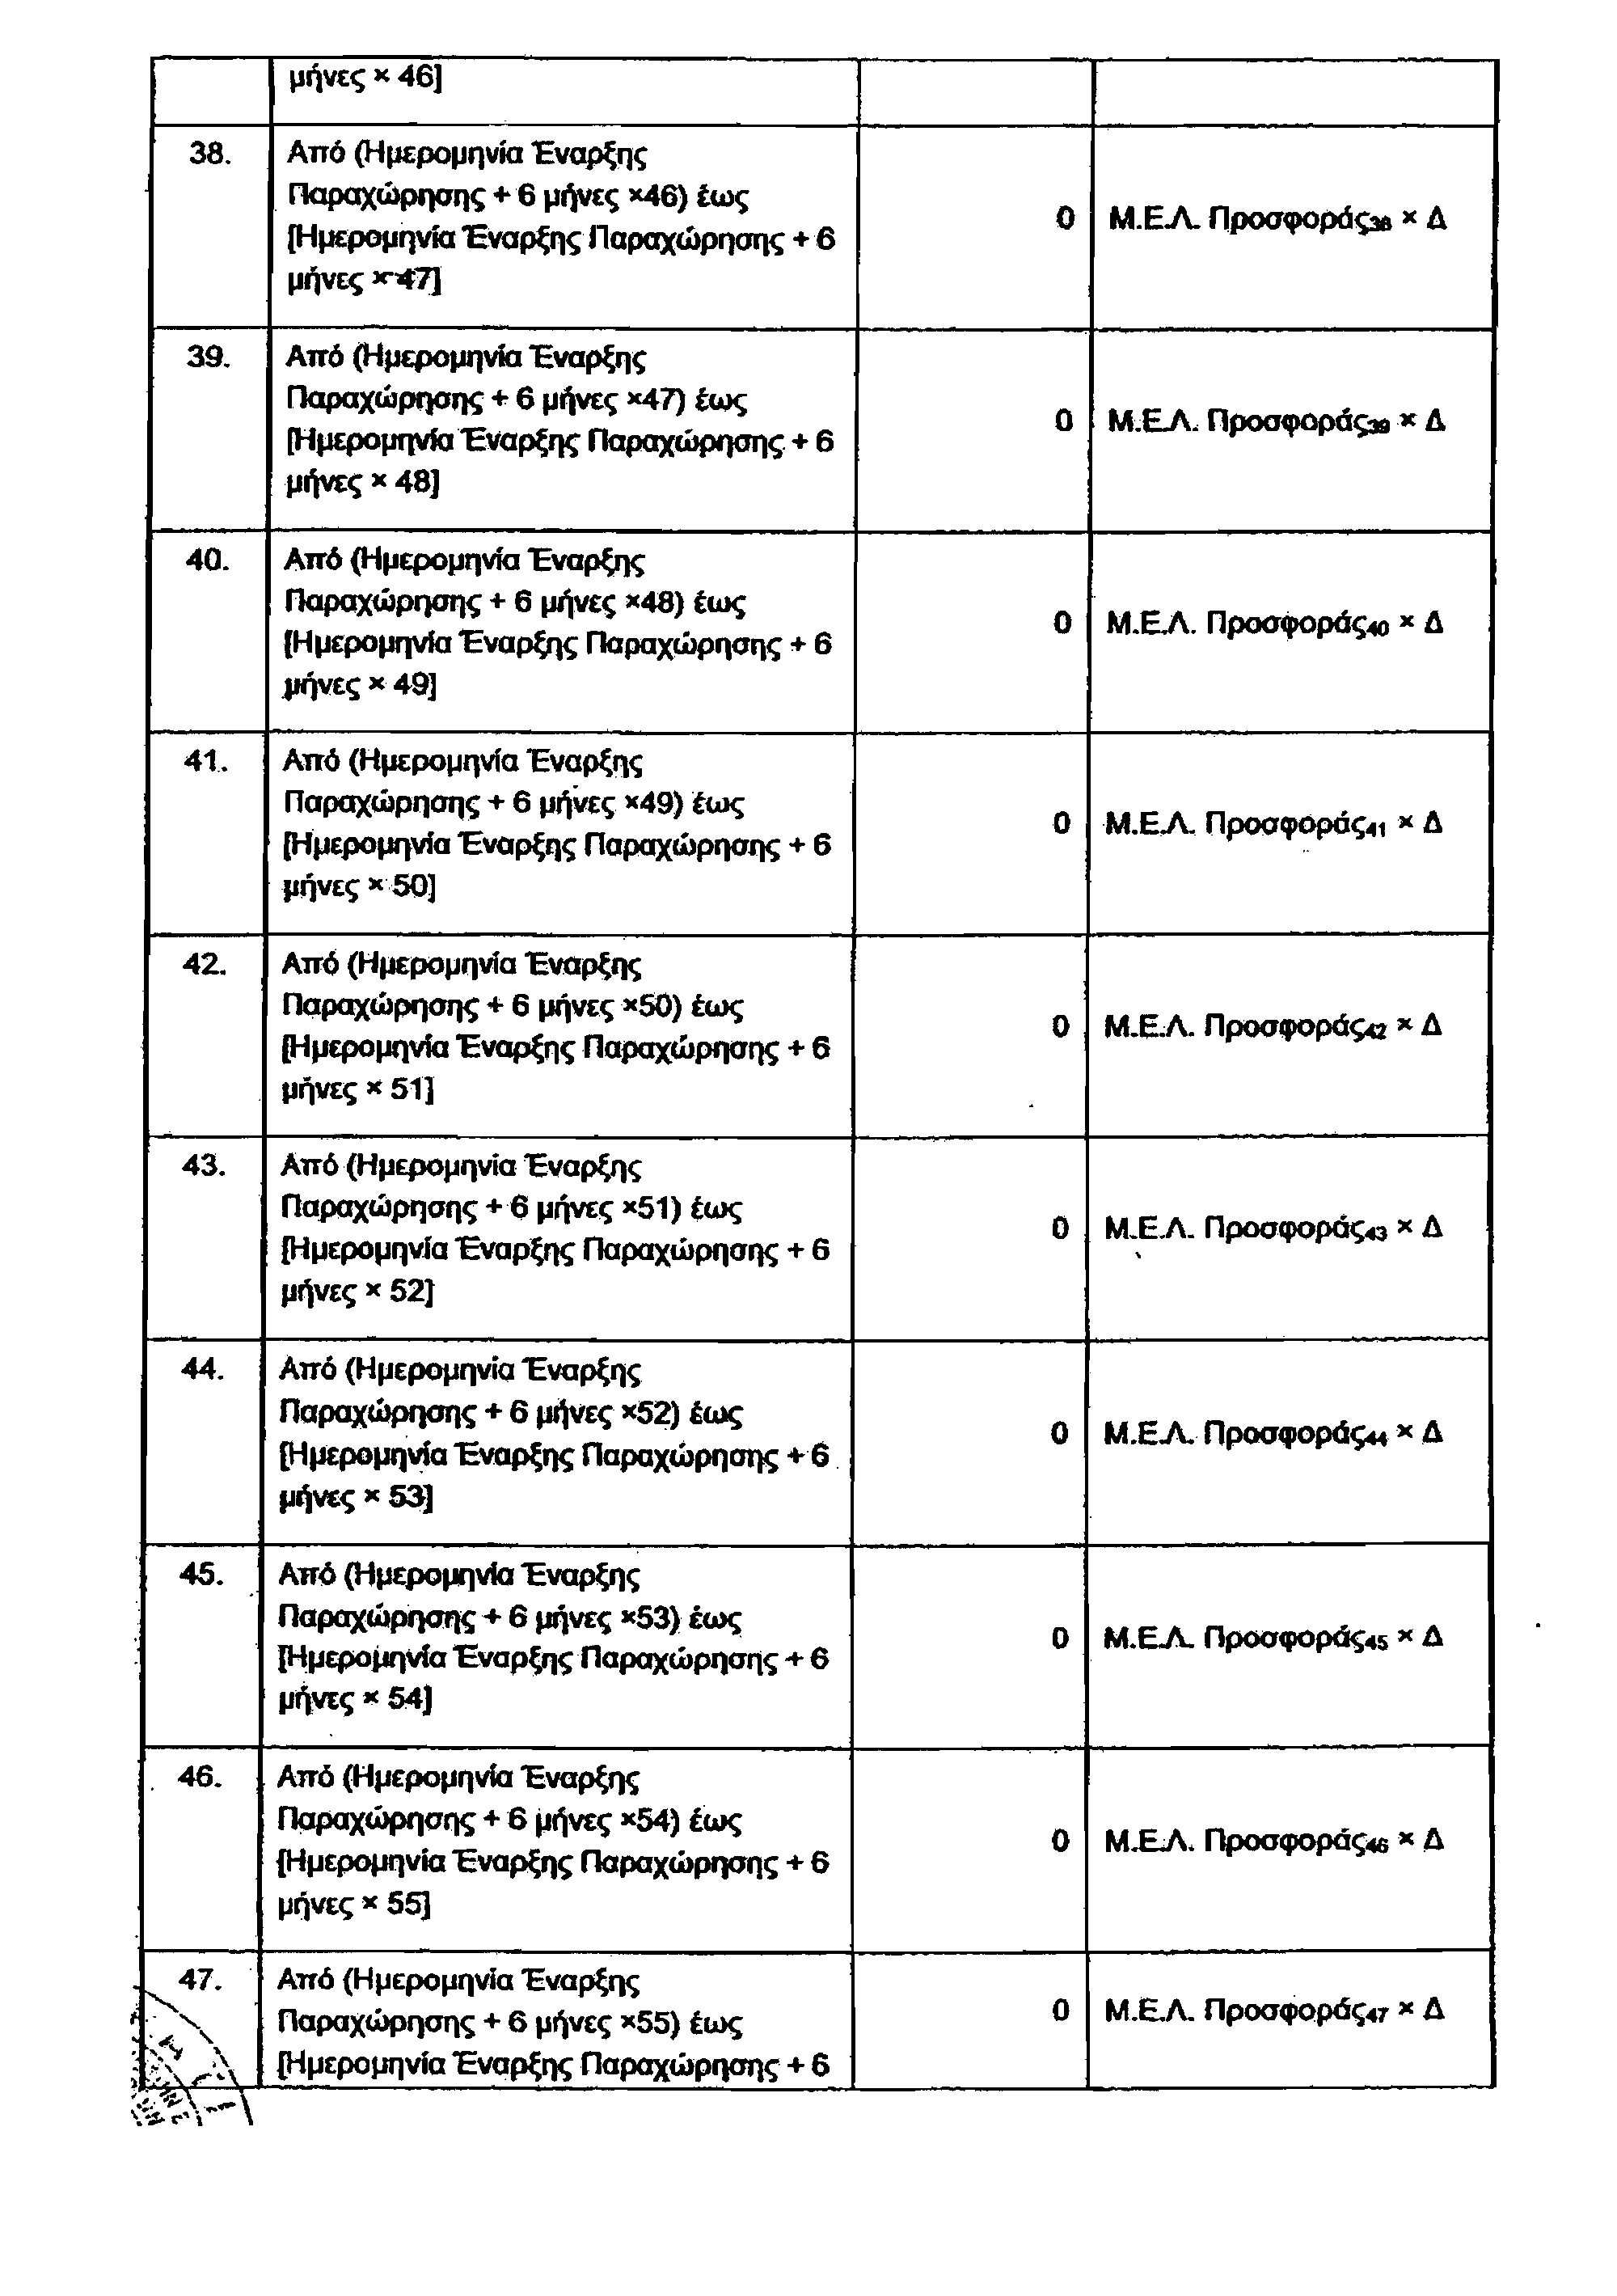 μήνες × 46]
38. Από (Ημερομηνία Έναρξης
Παραχώρησης + 6 μήνες ×46) έως
[Ημερομηνία Έναρξης Παραχώρησης + 6
μήνες × 47]
0 Μ.Ε.Λ. Προσφοράς38 × Δ
39. Από (Ημερομηνία Έναρξης
Παραχώρησης + 6 μήνες ×47) έως
[Ημερομηνία Έναρξης Παραχώρησης + 6
μήνες × 48]
0 Μ.Ε.Λ. Προσφοράς39 × Δ
40. Από (Ημερομηνία Έναρξης
Παραχώρησης + 6 μήνες ×48) έως
[Ημερομηνία Έναρξης Παραχώρησης + 6
μήνες × 49]
0 Μ.Ε.Λ. Προσφοράς40 × Δ
41. Από (Ημερομηνία Έναρξης
Παραχώρησης + 6 μήνες ×49) έως
[Ημερομηνία Έναρξης Παραχώρησης + 6
μήνες × 50]
0 Μ.Ε.Λ. Προσφοράς41 × Δ
42. Από (Ημερομηνία Έναρξης
Παραχώρησης + 6 μήνες ×50) έως
[Ημερομηνία Έναρξης Παραχώρησης + 6
μήνες × 51]
0 Μ.Ε.Λ. Προσφοράς42 × Δ
43. Από (Ημερομηνία Έναρξης
Παραχώρησης + 6 μήνες ×51) έως
[Ημερομηνία Έναρξης Παραχώρησης + 6
μήνες × 52]
0 Μ.Ε.Λ. Προσφοράς43 × Δ
44. Από (Ημερομηνία Έναρξης
Παραχώρησης + 6 μήνες ×52) έως
[Ημερομηνία Έναρξης Παραχώρησης + 6
μήνες × 53]
0 Μ.Ε.Λ. Προσφοράς44 × Δ
45. Από (Ημερομηνία Έναρξης
Παραχώρησης + 6 μήνες ×53) έως
[Ημερομηνία Έναρξης Παραχώρησης + 6
μήνες × 54]
0 Μ.Ε.Λ. Προσφοράς45 × Δ
46. Από (Ημερομηνία Έναρξης
Παραχώρησης + 6 μήνες ×54) έως
[Ημερομηνία Έναρξης Παραχώρησης + 6
μήνες × 55]
0 Μ.Ε.Λ. Προσφοράς46 × Δ
47. Από (Ημερομηνία Έναρξης
Παραχώρησης + 6 μήνες ×55) έως
[Ημερομηνία Έναρξης Παραχώρησης + 6
0 Μ.Ε.Λ. Προσφοράς47 × Δ